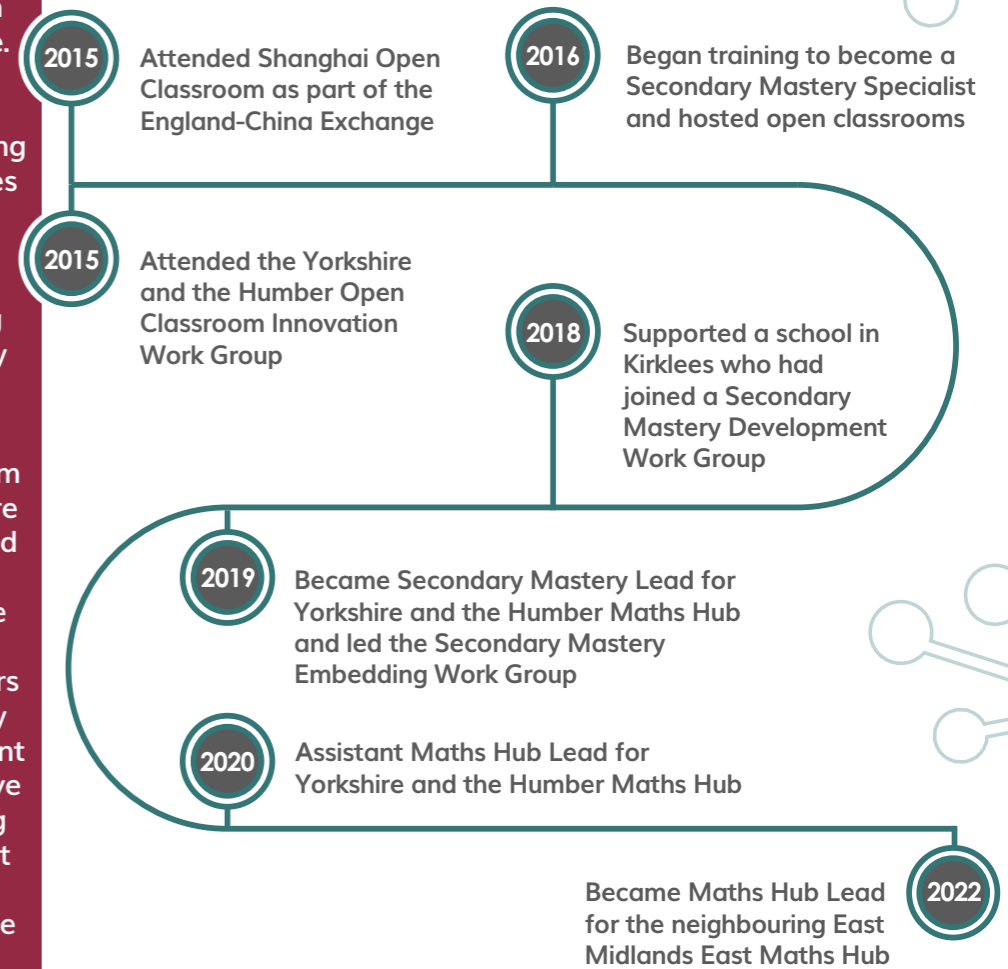 2015
Attended Shanghai Open
Classroom as part of the
England-China Exchange
2016
Began training to become a
Secondary Mastery Specialist
and hosted open classrooms
2015
Attended the Yorkshire
and the Humber Open
Classroom Innovation
Work Group
2018
Supported a school in
Kirklees who had
joined a Secondary
Mastery Development
Work Group
2019
Became Secondary Mastery Lead for
Yorkshire and the Humber Maths Hub
and led the Secondary Mastery
Embedding Work Group
2020
Assistant Maths Hub Lead for
Yorkshire and the Humber Maths Hub
2022
Became Maths Hub Lead
for the neighbouring East
Midlands East Maths Hub